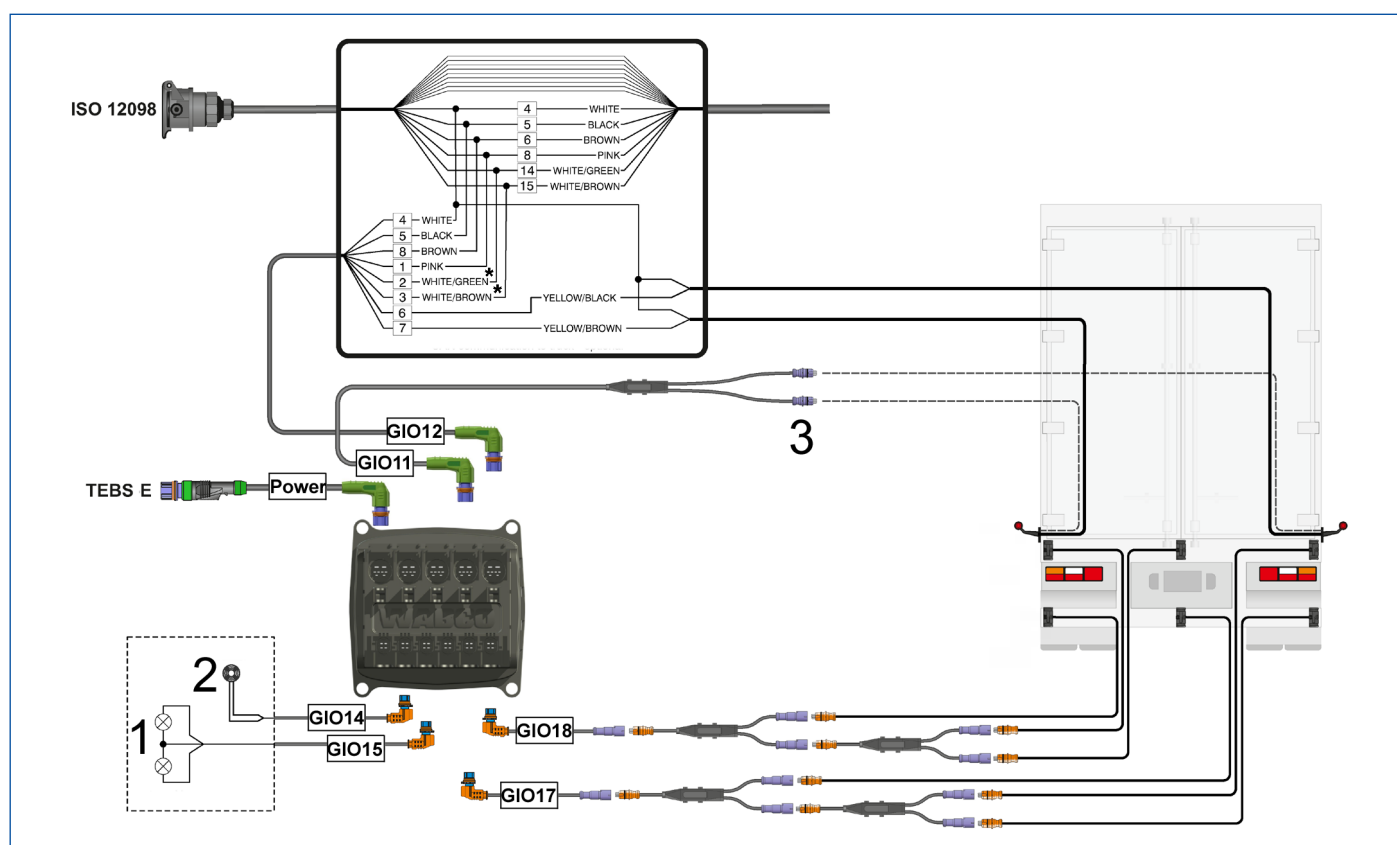 ISO 12098
4 WHITE
5 BLACK
6 BROWN
8 PINK
14 WHITE/GREEN
15 WHITE/BROWN
4 WHITE
5 BLACK
8 BROWN
1 PINK
2 WHITE/GREEN *
3 WHITE/BROWN *
6 YELLOW/BLACK
7 YELLOW/BROWN
3
GIO12
GIO11
TEBS E Power
2
1
GIO14
GIO15
GIO18
GIO17